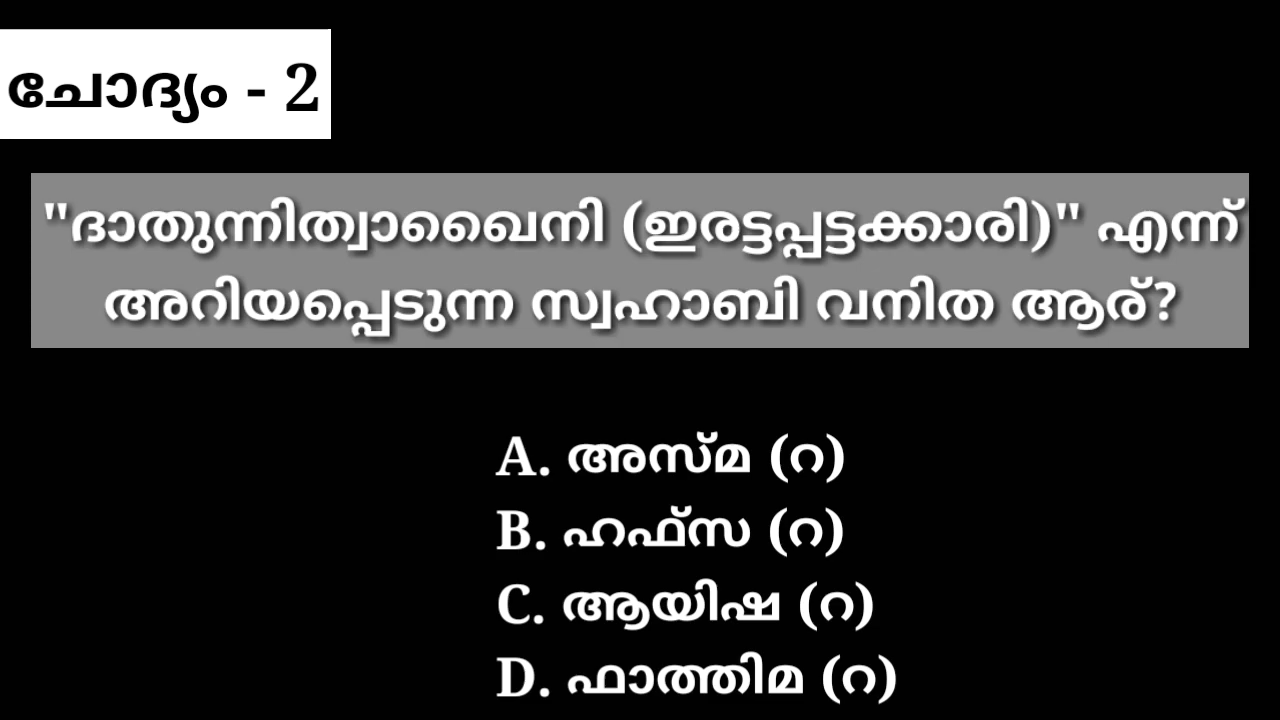 ചോദ്യം - 2
"ദാതുന്നിത്വാഖൈനി (ഇരട്ടപ്പട്ടക്കാരി)" എന്ന്
അറിയപ്പെടുന്ന സ്വഹാബി വനിത ആര്?
A. അസ്മ (റ)
B. ഹഫ്സ (റ)
C. ആയിഷ (റ)
D. ഫാത്തിമ (റ)